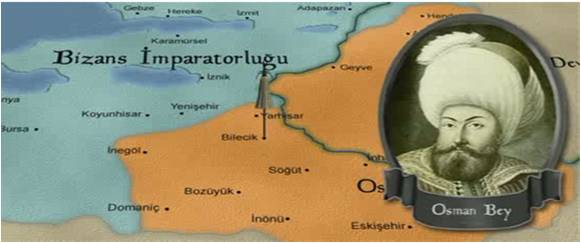 Gebze
Hereke
İzmit
Adapazarı
Karamürsel
Bizans İmparatorluğu
İznik
Geyve
Koyunhisar
Yenişehir
Yarhisar
Bursa
Bilecik
İnegöl
Söğüt
Bozüyük
Domaniç
İnönü
Eskişehir
Osman Bey